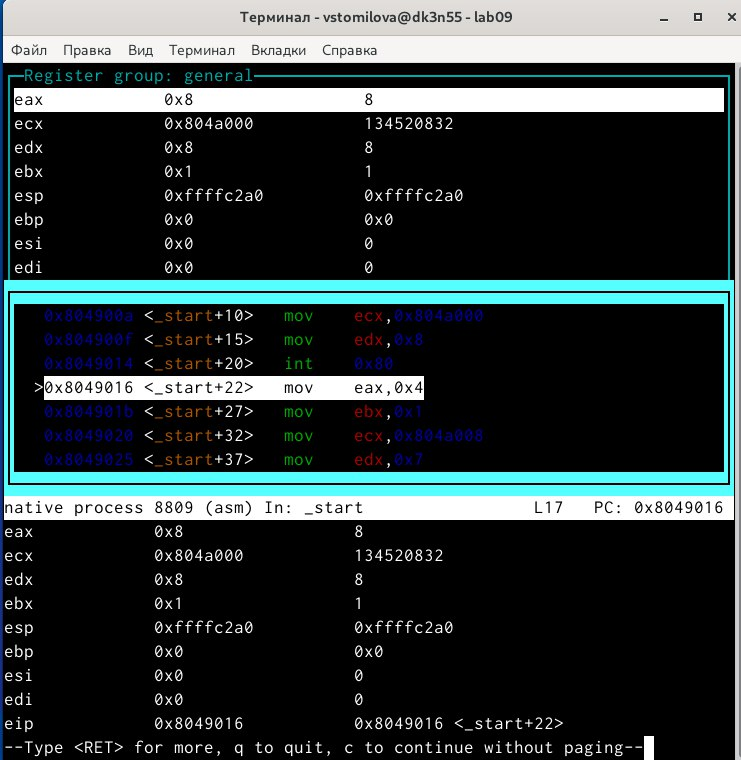 Терминал - vstomilova@dk3n55 - lab09
Файл Правка Вид Терминал Вкладки Справка
Register group: general
eax 0x8 8
ecx 0x804a000 134520832
edx 0x8 8
ebx 0x1 1
esp 0xffffc2a0 0xffffc2a0
ebp 0x0 0x0
esi 0x0 0
edi 0x0 0
0x804900a <_start+10> mov ecx,0x804a000
0x804900f <_start+15> mov edx,0x8
0x8049014 <_start+20> int 0x80
>0x8049016 <_start+22> mov eax,0x4
0x804901b <_start+27> mov ebx,0x1
0x8049020 <_start+32> mov ecx,0x804a008
0x8049025 <_start+37> mov edx,0x7
native process 8809 (asm) In: _start L17 PC: 0x8049016
eax 0x8 8
ecx 0x804a000 134520832
edx 0x8 8
ebx 0x1 1
esp 0xffffc2a0 0xffffc2a0
ebp 0x0 0x0
esi 0x0 0
edi 0x0 0
eip 0x8049016 0x8049016 <_start+22>
--Type <RET> for more, q to quit, c to continue without paging--